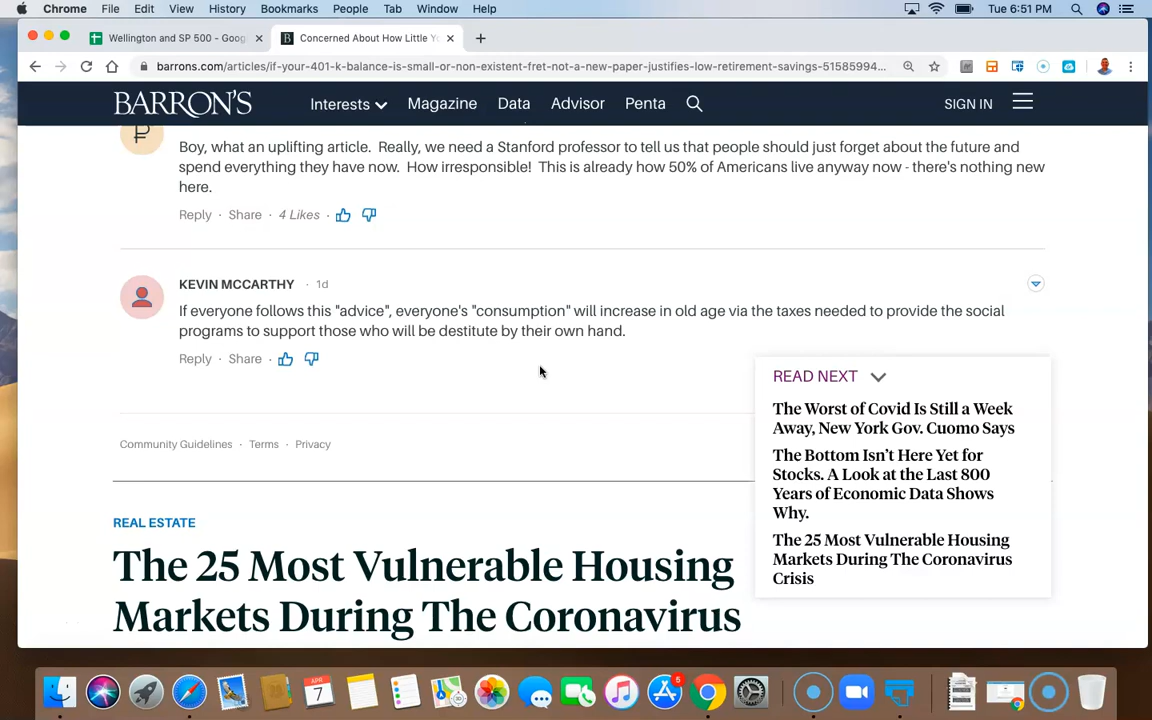 Chrome File Edit View History Bookmarks People Tab Window Help Tue 6:51 PM
Wellington and SP 500 - Goog
Concerned About How Little Y
barrons.com/articles/if-your-401-k-balance-is-small-or-non-existent-fret-not-a-new-paper-justifies-low-retirement-savings-51585994...
BARRON'S Interests Magazine Data Advisor Penta SIGN IN
Boy, what an uplifting article. Really, we need a Stanford professor to tell us that people should just forget about the future and
spend everything they have now. How irresponsible! This is already how 50% of Americans live anyway now - there's nothing new
here.
Reply · Share · 4 Likes ·
KEVIN MCCARTHY · 1d
If everyone follows this "advice", everyone's "consumption" will increase in old age via the taxes needed to provide the social
programs to support those who will be destitute by their own hand.
Reply · Share ·
READ NEXT
The Worst of Covid Is Still a Week
Away, New York Gov. Cuomo Says
The Bottom Isn't Here Yet for
Stocks. A Look at the Last 800
Years of Economic Data Shows
Why.
The 25 Most Vulnerable Housing
Markets During The Coronavirus
Crisis
Community Guidelines · Terms · Privacy
REAL ESTATE
The 25 Most Vulnerable Housing
Markets During The Coronavirus
APR
7
5